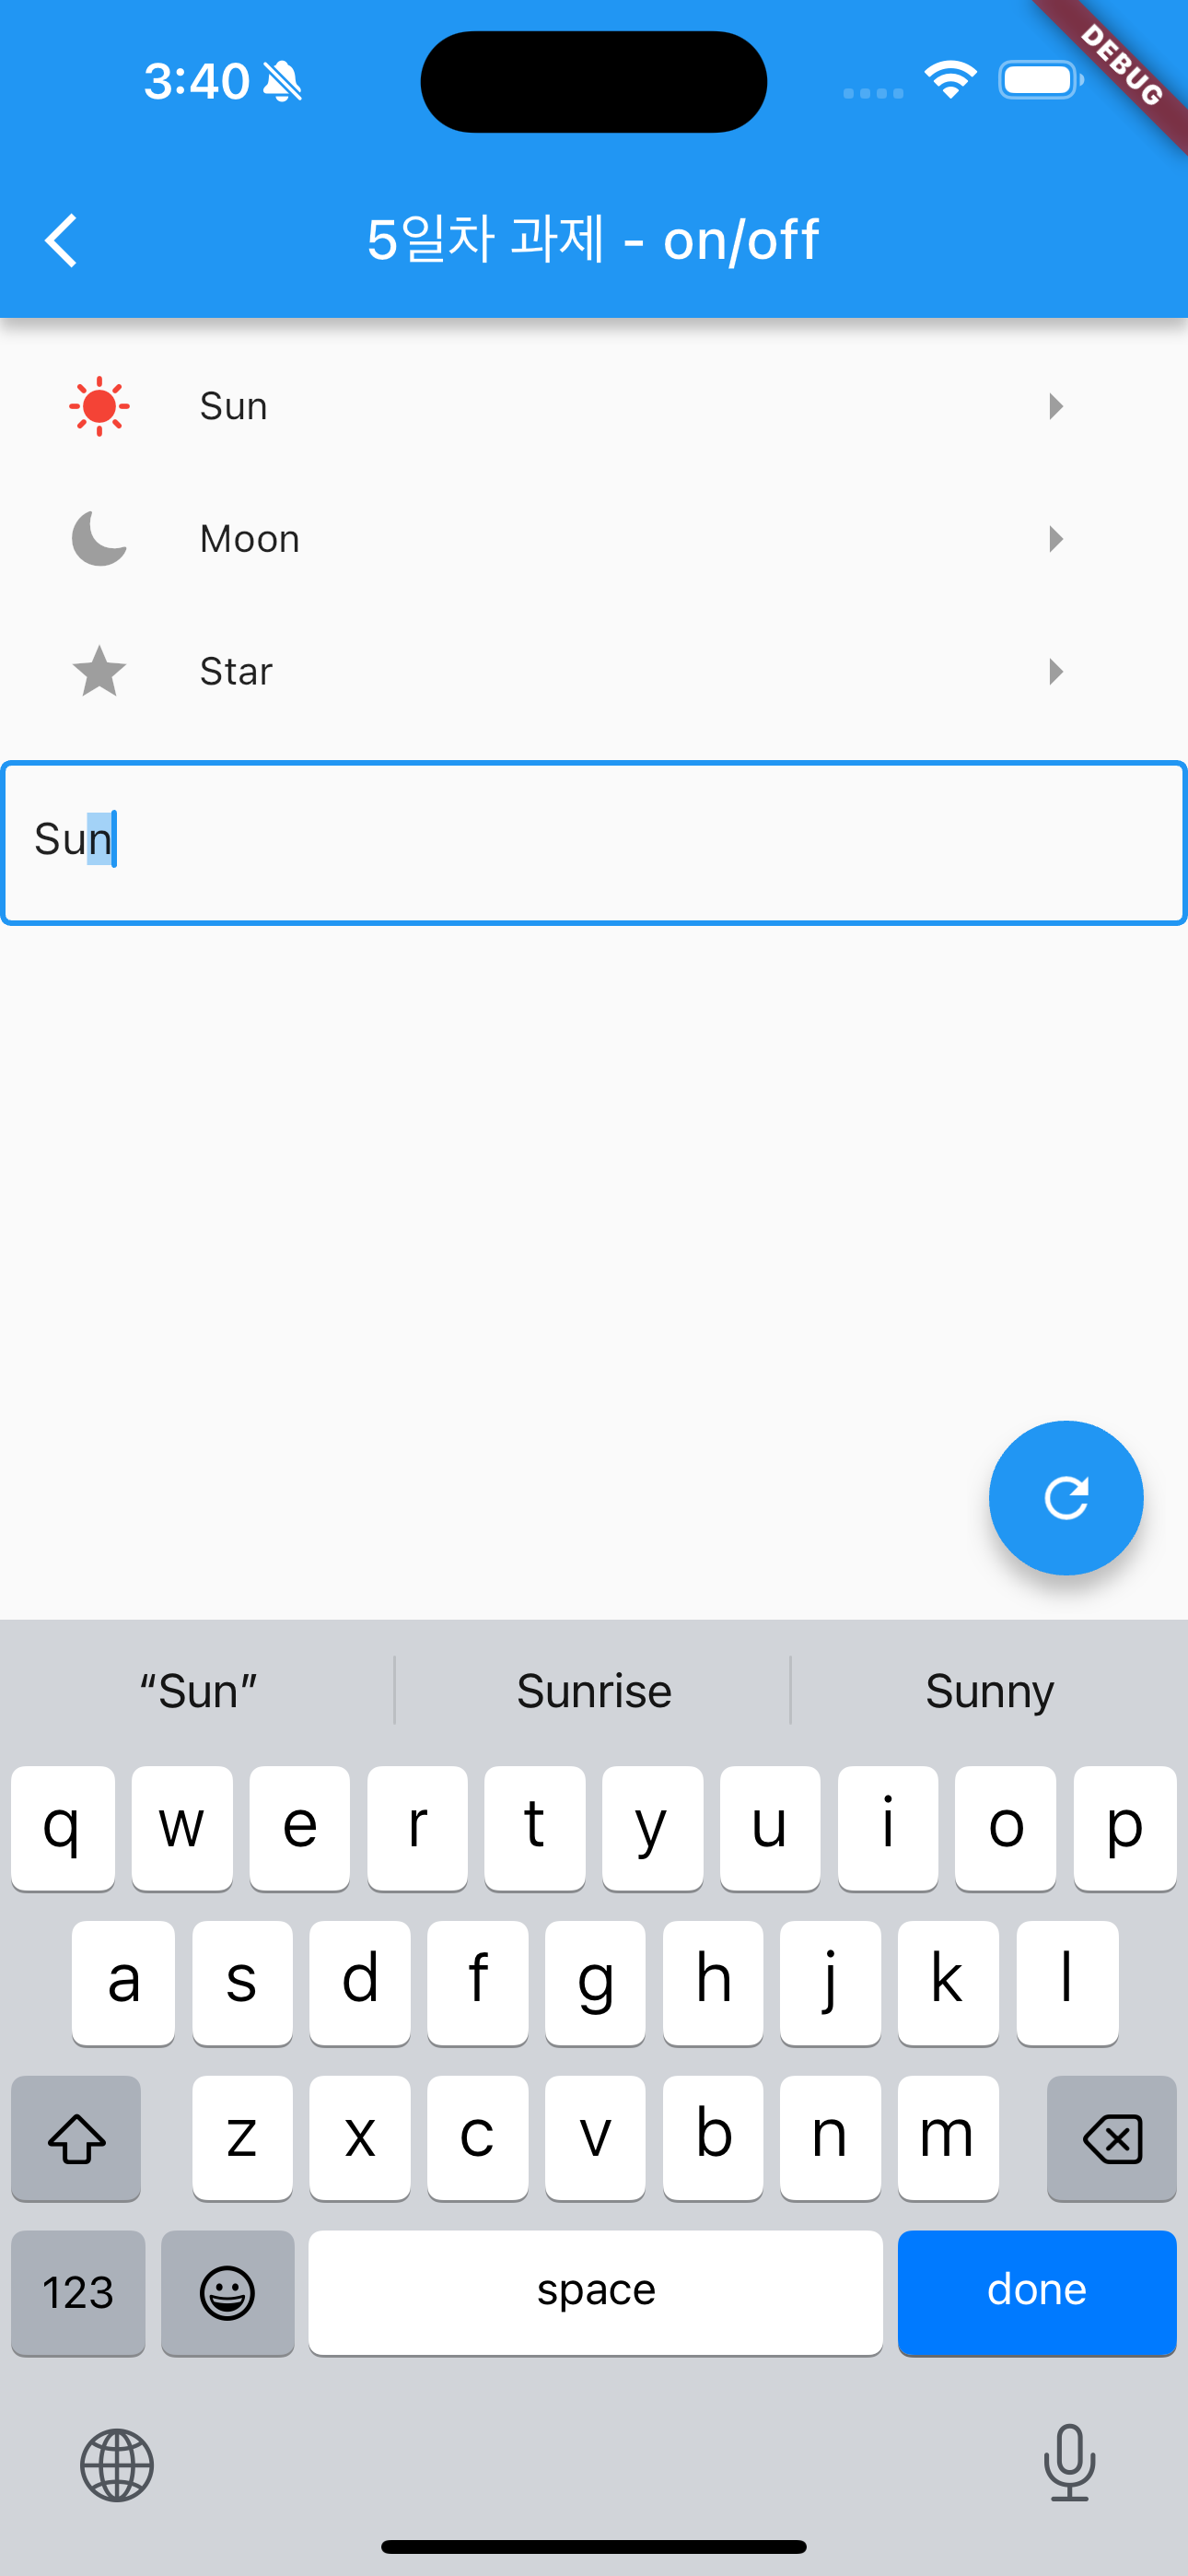 3:40
DEBUG
5일차 과제 - on/off
Sun
Moon
Star
Sun
“Sun” Sunrise Sunny
q w e r t y u i o p
a s d f g h j k l
z x c v b n m
123 space done